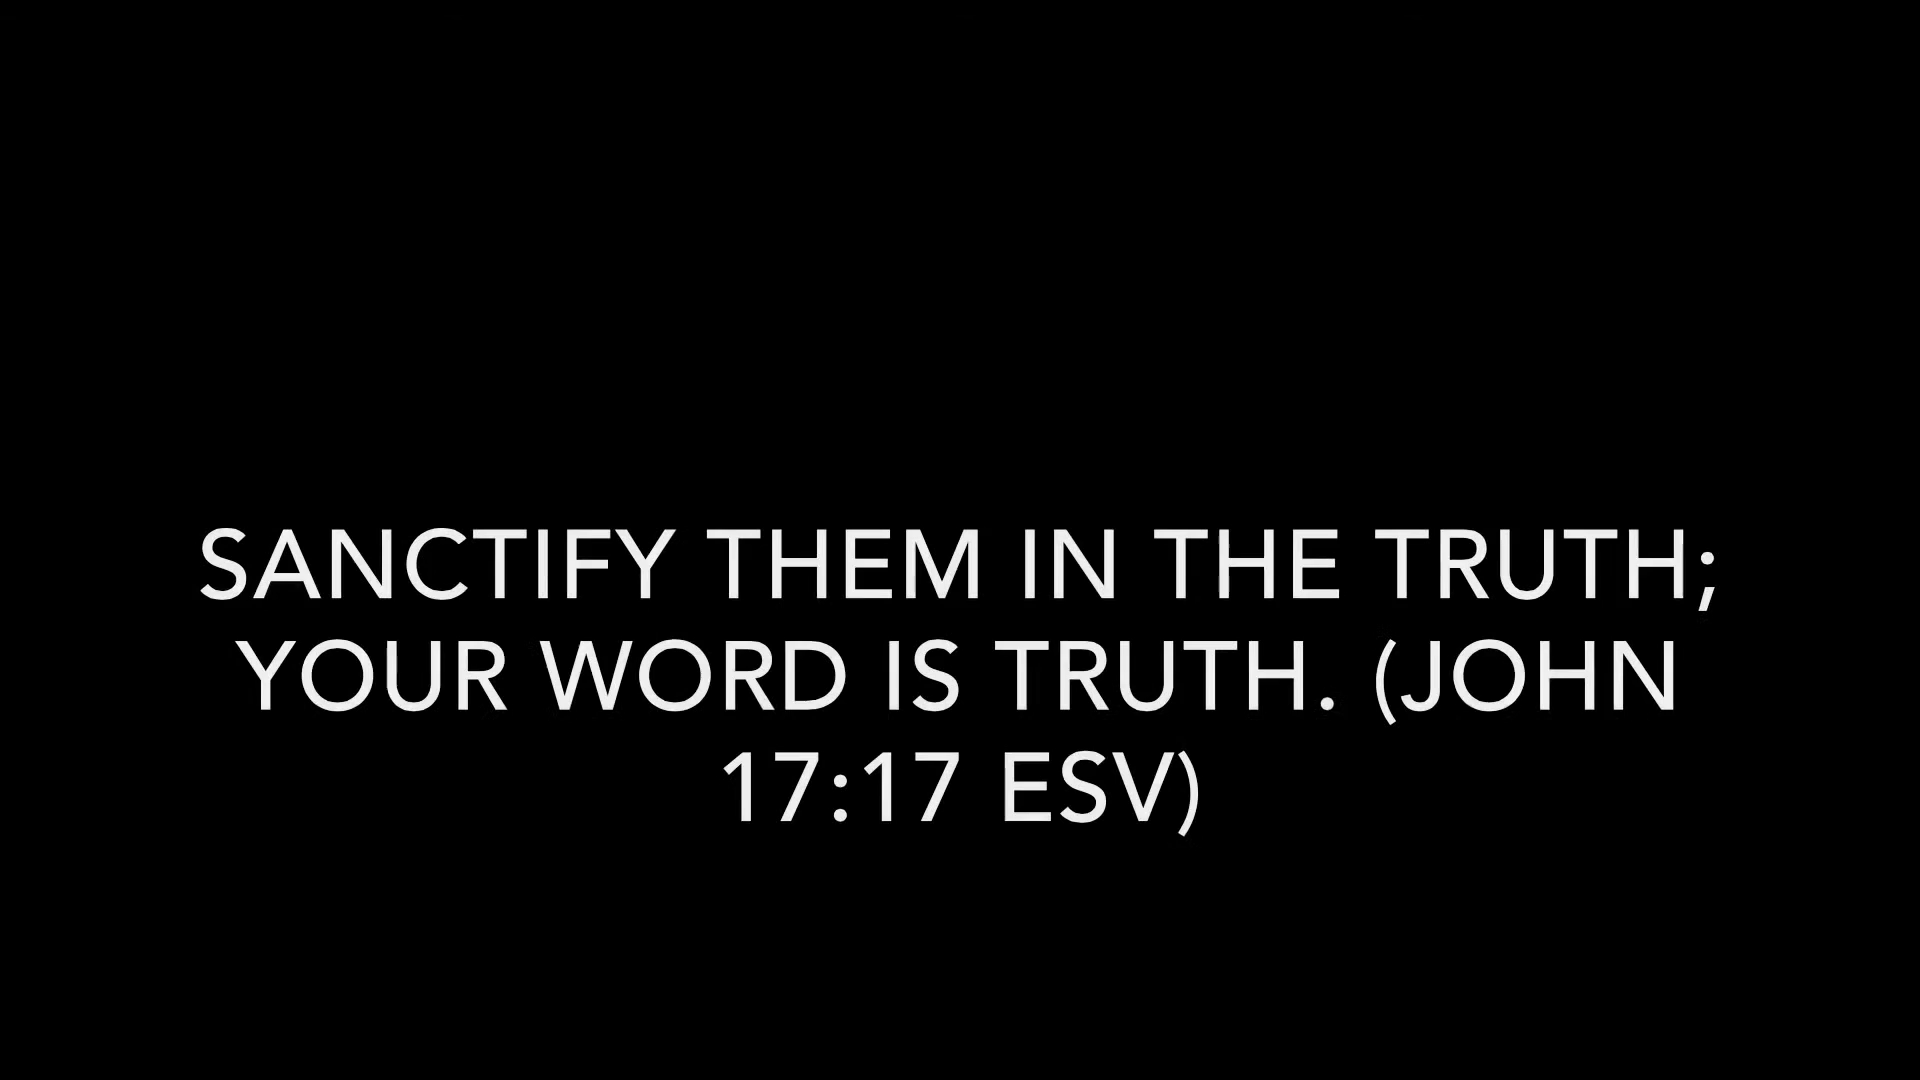 SANCTIFY THEM IN THE TRUTH;
YOUR WORD IS TRUTH. (JOHN
17:17 ESV)